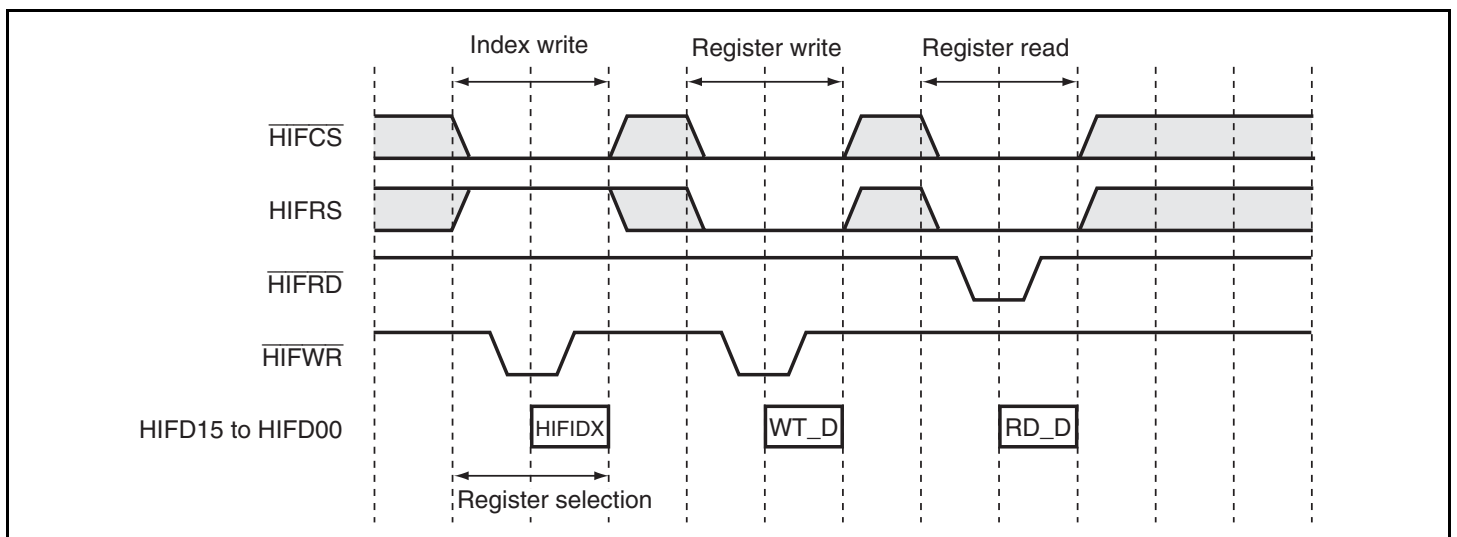 Index write
Register write
Register read
HIFCS
HIFRS
HIFRD
HIFWR
HIFD15 to HIFD00
HIFIDX
WT_D
RD_D
Register selection